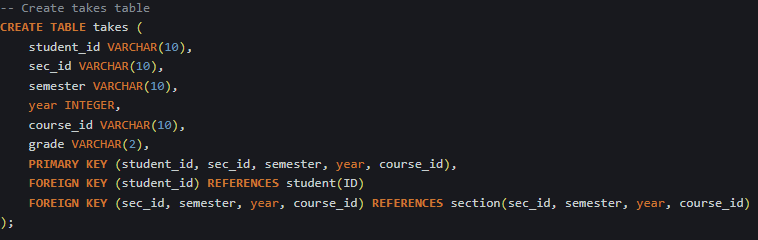 -- Create takes table
CREATE TABLE takes (
    student_id VARCHAR(10),
    sec_id VARCHAR(10),
    semester VARCHAR(10),
    year INTEGER,
    course_id VARCHAR(10),
    grade VARCHAR(2),
    PRIMARY KEY (student_id, sec_id, semester, year, course_id),
    FOREIGN KEY (student_id) REFERENCES student(ID)
    FOREIGN KEY (sec_id, semester, year, course_id) REFERENCES section(sec_id, semester, year, course_id)
);